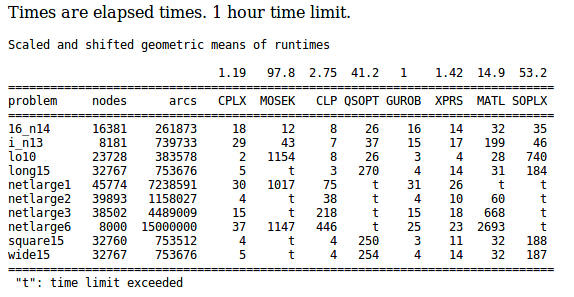 Times are elapsed times. 1 hour time limit.
Scaled and shifted geometric means of runtimes
1.19 97.8 2.75 41.2 1 1.42 14.9 53.2
================================================================================
problem nodes arcs CPLX MOSEK CLP QSOPT GUROB XPRS MATL SOPLX
================================================================================
16_n14 16381 261873 18 12 8 26 16 14 32 35
i_n13 8181 739733 29 43 7 37 15 17 199 46
lo10 23728 383578 2 1154 8 26 3 4 28 740
long15 32767 753676 5 t 3 270 4 14 31 184
netlarge1 45774 7238591 30 1017 75 t 31 26 t t
netlarge2 39893 1158027 4 t 38 t 4 10 60 t
netlarge3 38502 4489009 15 t 218 t 15 18 668 t
netlarge6 8000 15000000 37 1147 446 t 25 23 2693 t
square15 32760 753512 4 t 4 250 3 11 32 188
wide15 32767 753676 5 t 4 254 4 14 32 187
================================================================================
"t": time limit exceeded